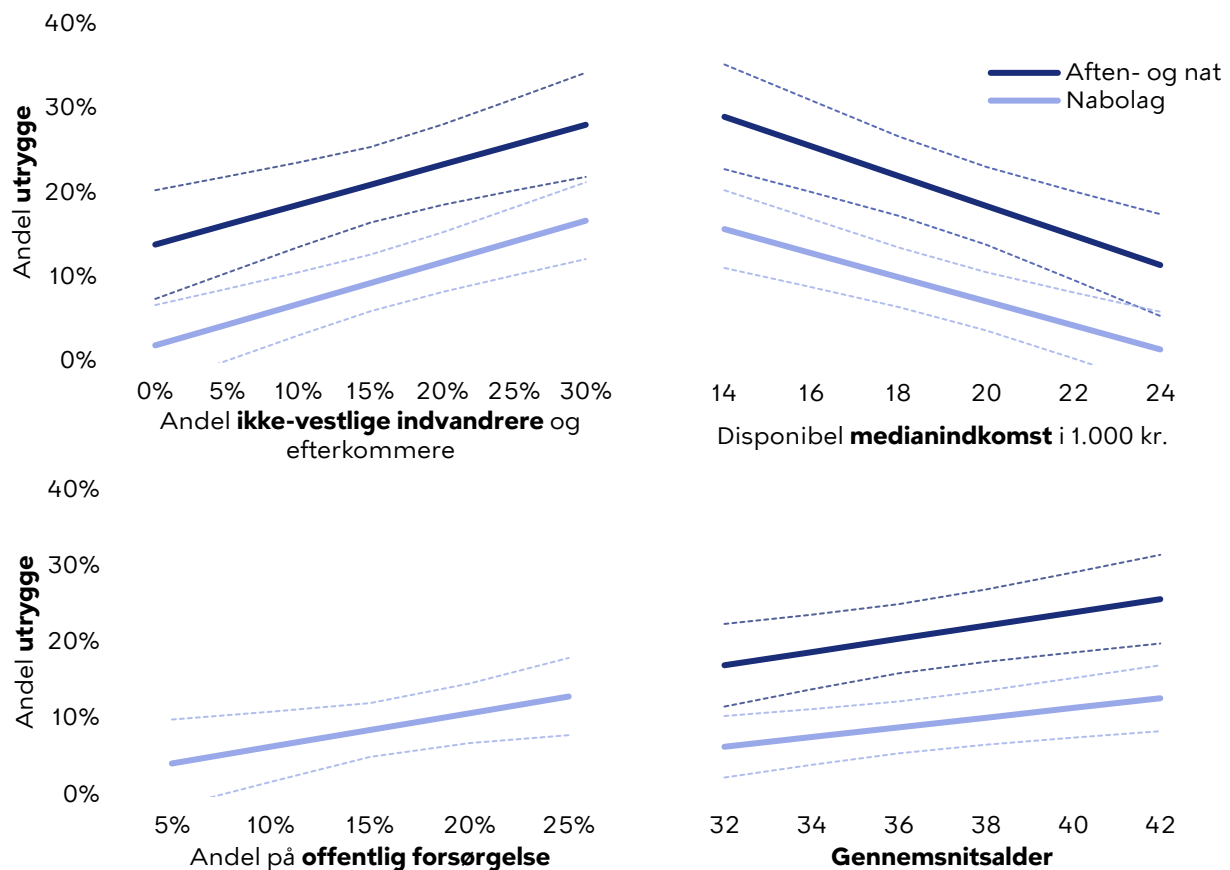 40%
30%
20%
10%
0%
Andel utrygge
0% 5% 10% 15% 20% 25% 30%
Andel ikke-vestlige indvandrere og
efterkommere
Aften- og nat
Nabolag
14 16 18 20 22 24
Disponibel medianindkomst i 1.000 kr.
40%
30%
20%
10%
0%
Andel utrygge
5% 10% 15% 20% 25%
Andel på offentlig forsørgelse
32 34 36 38 40 42
Gennemsnitsalder